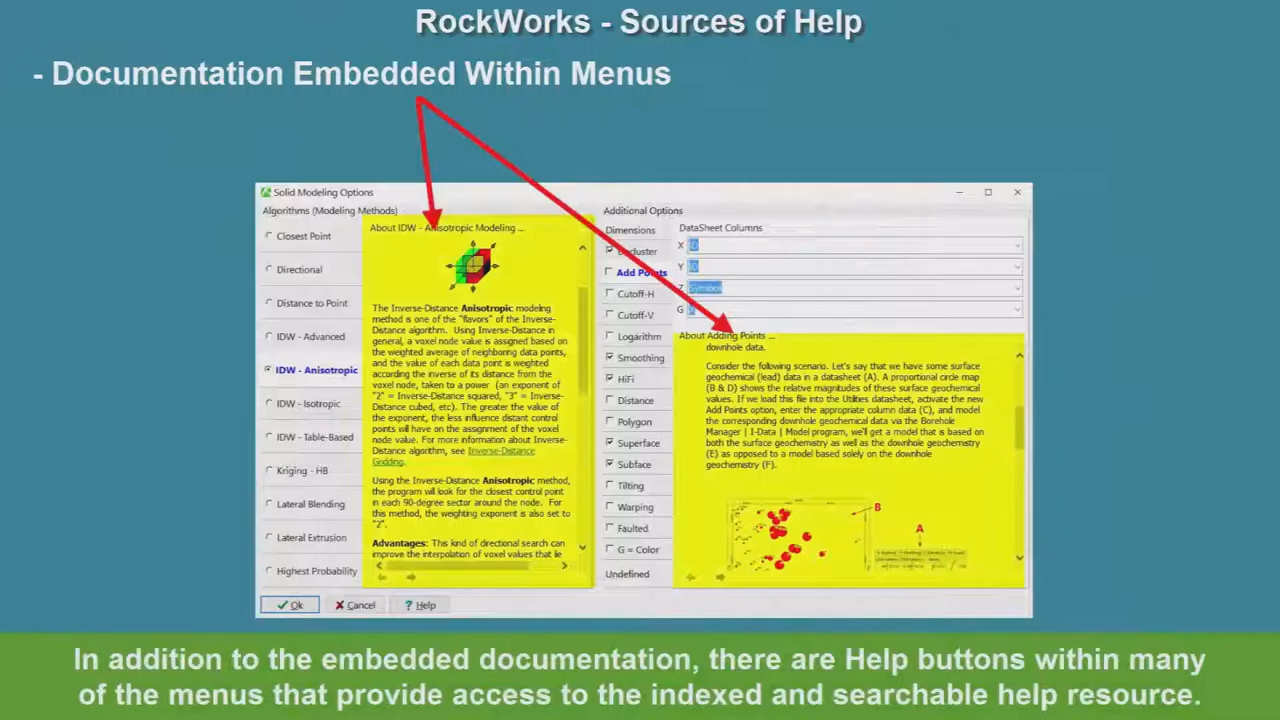 RockWorks - Sources of Help
- Documentation Embedded Within Menus
Solid Modeling Options
Algorithms (Modeling Methods)
Closest Point
Directional
Distance to Point
IDW - Advanced
IDW - Anisotropic
IDW - Isotropic
IDW - Table-Based
Kriging - HB
Lateral Blending
Lateral Extrusion
Highest Probability
About IDW - Anisotropic Modeling ...
The Inverse-Distance Anisotropic modeling
method is one of the "flavors" of the Inverse-
Distance algorithm. Using Inverse-Distance in
general, a voxel node value is assigned based on
the weighted average of neighboring data points,
and the value of each data point is weighted
according the inverse of its distance from the
voxel node, taken to a power (an exponent of
"2" = Inverse-Distance squared, "3" = Inverse-
Distance cubed, etc). The greater the value of
the exponent, the less influence distant control
points will have on the assignment of the voxel
node value. For more information about Inverse-
Distance algorithm, see Inverse-Distance
Gridding.
Using the Inverse-Distance Anisotropic method,
the program will look for the closest control point
in each 90-degree sector around the node. For
this method, the weighting exponent is also set to
"2".
Advantages: This kind of directional search can
improve the interpolation of voxel values that lie
Additional Options
Dimensions
Decluster
Add Points
Cutoff-H
Cutoff-V
Logarithm
Smoothing
HiFi
Distance
Polygon
Superface
Subface
Tilting
Warping
Faulted
G = Color
Undefined
DataSheet Columns
X ID
Y ID
Z Symbol
G
About Adding Points ...
downhole data.
Consider the following scenario. Let's say that we have some surface
geochemical (lead) data in a datasheet (A). A proportional circle map
(B & D) shows the relative magnitudes of these surface geochemical
values. If we load this file into the Utilities datasheet, activate the new
Add Points option, enter the appropriate column data (C), and model
the corresponding downhole geochemical data via the Borehole
Manager | I-Data | Model program, we'll get a model that is based on
both the surface geochemistry as well as the downhole geochemistry
(E) as opposed to a model based solely on the downhole
geochemistry (F).
B
A
Ok
Cancel
? Help
In addition to the embedded documentation, there are Help buttons within many
of the menus that provide access to the indexed and searchable help resource.